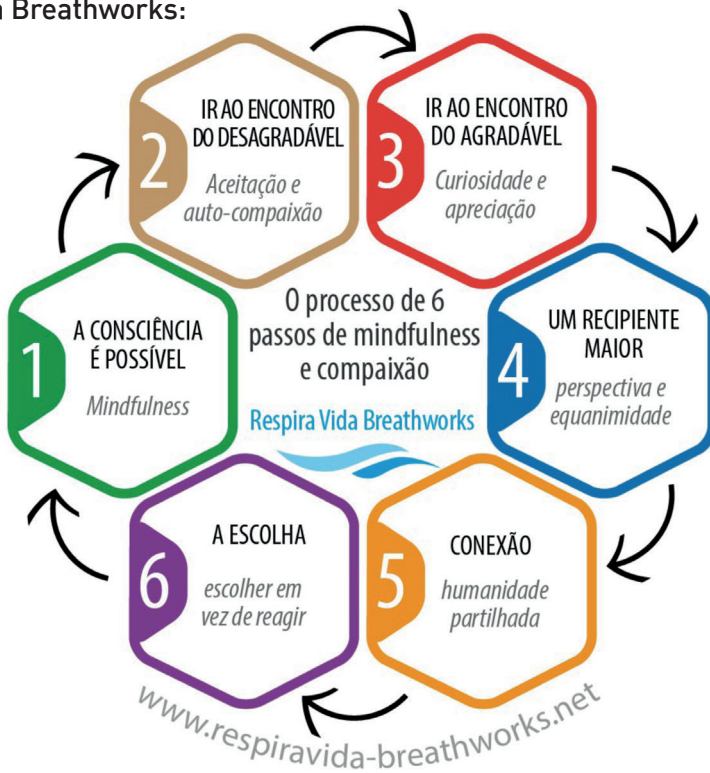 Breathworks:
2
IR AO ENCONTRO
DO DESAGRADÁVEL
Aceitação e
auto-compaixão
3
IR AO ENCONTRO
DO AGRADÁVEL
Curiosidade e
apreciação
1
A CONSCIÊNCIA
É POSSÍVEL
Mindfulness
O processo de 6
passos de mindfulness
e compaixão
Respira Vida Breathworks
4
UM RECIPIENTE
MAIOR
perspectiva e
equanimidade
6
A ESCOLHA
escolher em
vez de reagir
5
CONEXÃO
humanidade
partilhada
www.respiravida-breathworks.net